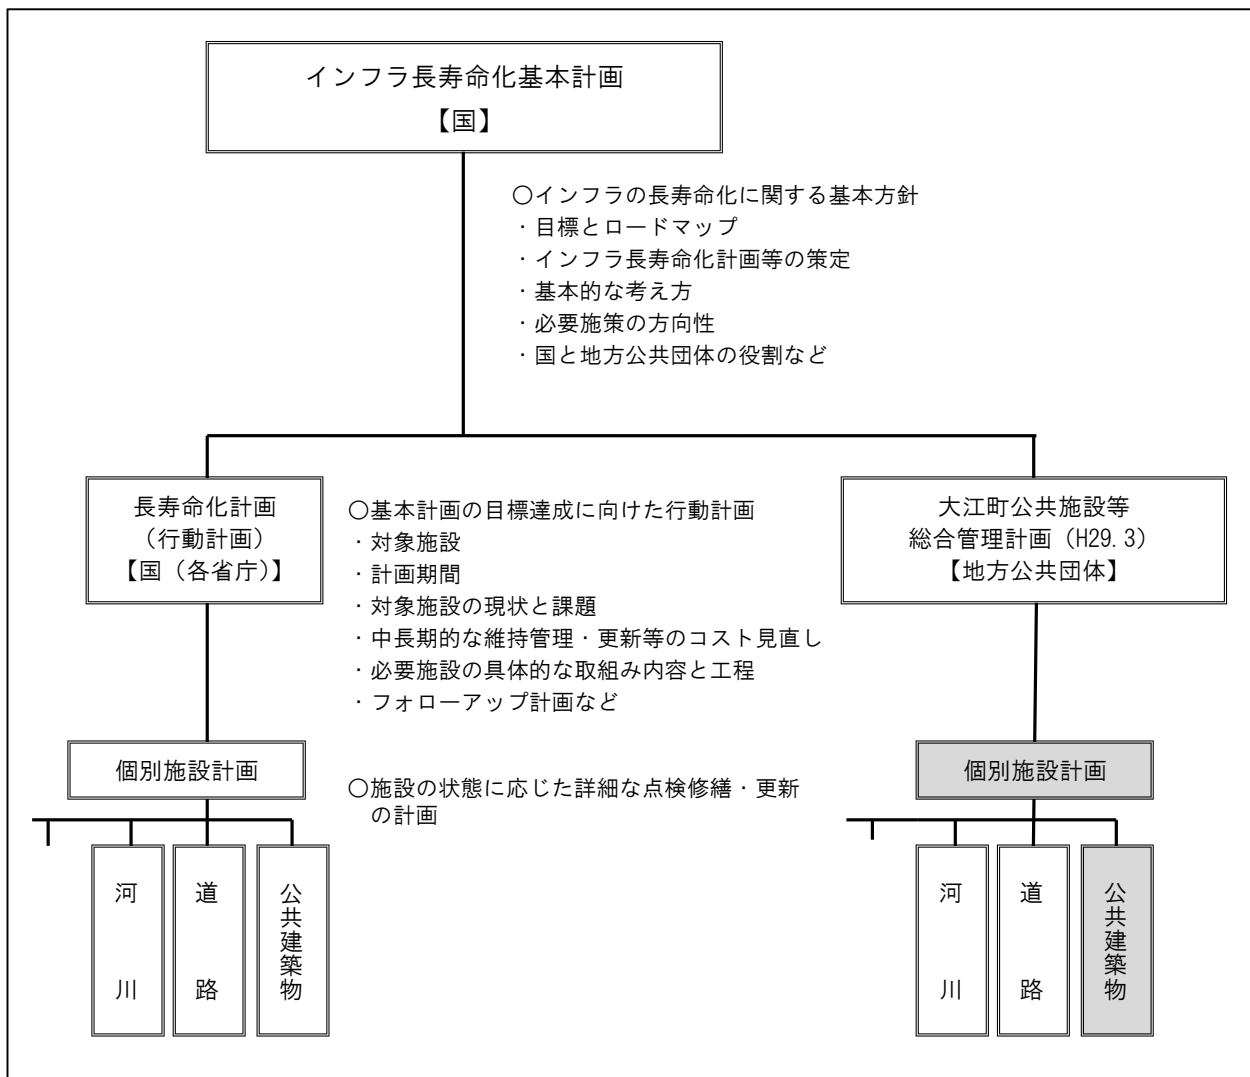 インフラ長寿命化基本計画
【国】
〇インフラの長寿命化に関する基本方針
・目標とロードマップ
・インフラ長寿命化計画等の策定
・基本的な考え方
・必要施策の方向性
・国と地方公共団体の役割など
長寿命化計画
（行動計画）
【国（各省庁）】
〇基本計画の目標達成に向けた行動計画
・対象施設
・計画期間
・対象施設の現状と課題
・中長期的な維持管理・更新等のコスト見直し
・必要施設の具体的な取組み内容と工程
・フォローアップ計画など
大江町公共施設等
総合管理計画（H29.3）
【地方公共団体】
個別施設計画
〇施設の状態に応じた詳細な点検修繕・更新
の計画
個別施設計画
河川
道路
公共建築物
河川
道路
公共建築物